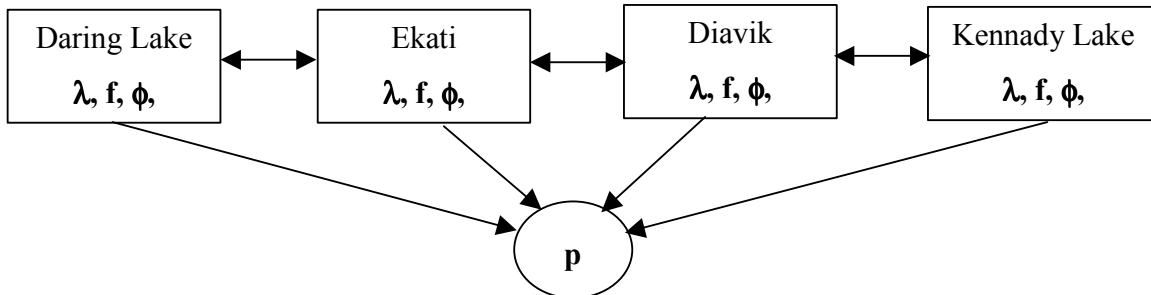 Daring Lake
λ, f, ϕ,
Ekati
λ, f, ϕ,
Diavik
λ, f, ϕ,
Kennady Lake
λ, f, ϕ,
p